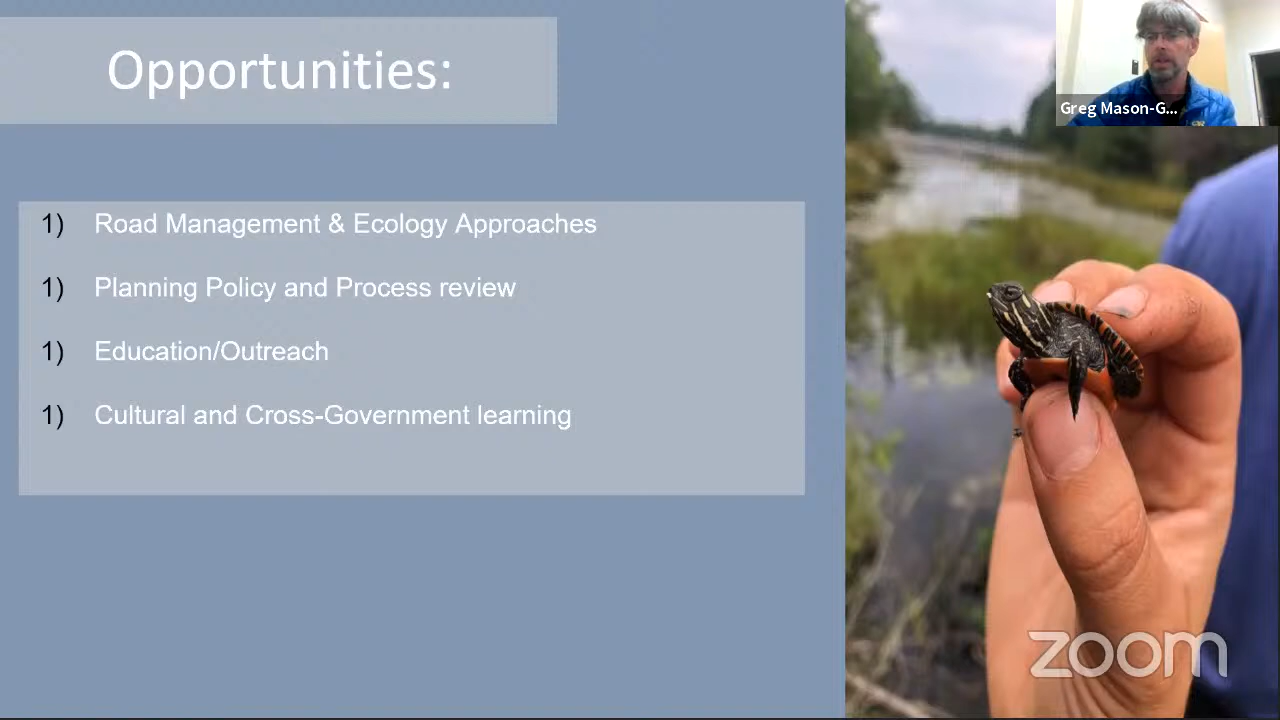 Opportunities:
Greg Mason-G...
1) Road Management & Ecology Approaches
1) Planning Policy and Process review
1) Education/Outreach
1) Cultural and Cross-Government learning
zoom